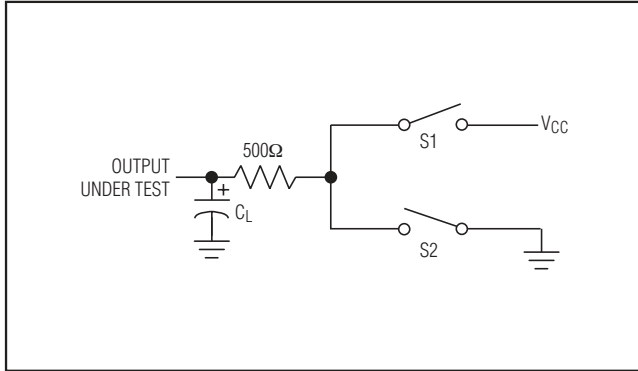 500Ω
OUTPUT
UNDER TEST
+
CL
S1
VCC
S2